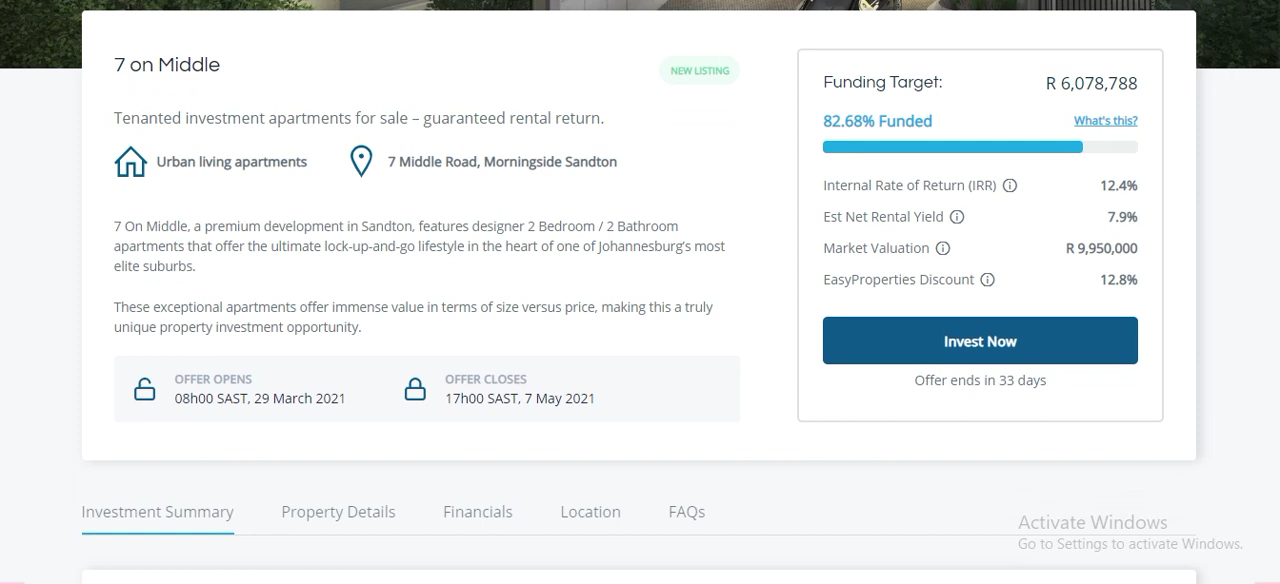 7 on Middle
NEW LISTING
Tenanted investment apartments for sale – guaranteed rental return.
Urban living apartments
7 Middle Road, Morningside Sandton
7 On Middle, a premium development in Sandton, features designer 2 Bedroom / 2 Bathroom
apartments that offer the ultimate lock-up-and-go lifestyle in the heart of one of Johannesburg's most
elite suburbs.
These exceptional apartments offer immense value in terms of size versus price, making this a truly
unique property investment opportunity.
OFFER OPENS
08h00 SAST, 29 March 2021
OFFER CLOSES
17h00 SAST, 7 May 2021
Funding Target: R 6,078,788
82.68% Funded What's this?
Internal Rate of Return (IRR) 12.4%
Est Net Rental Yield 7.9%
Market Valuation R 9,950,000
EasyProperties Discount 12.8%
Invest Now
Offer ends in 33 days
Investment Summary Property Details Financials Location FAQs
Activate Windows
Go to Settings to activate Windows.